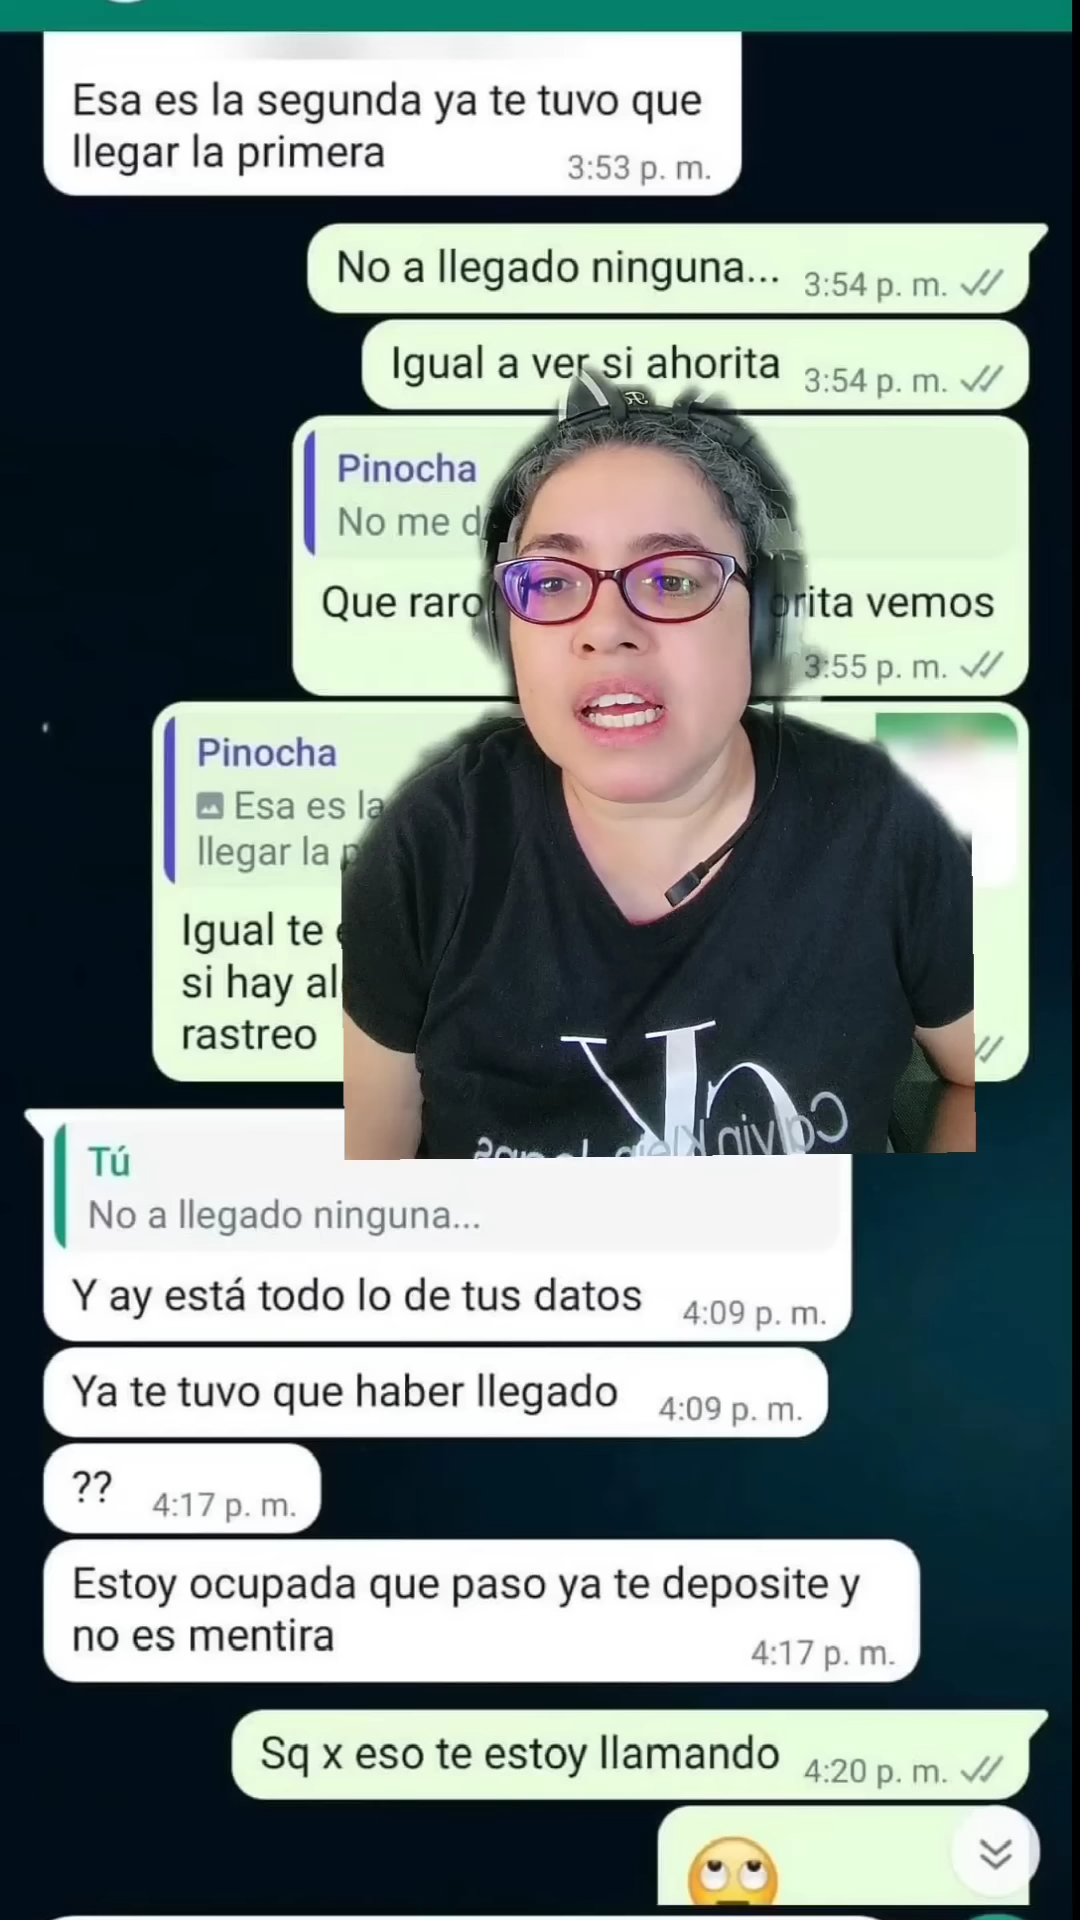 Esa es la segunda ya te tuvo que
llegar la primera
3:53 p. m.
No a llegado ninguna... 3:54 p. m.
Igual a ver si ahorita 3:54 p. m.
Pinocha
No me
Que raro vemos
3:55 p. m.
Pinocha
Esa es la
llegar la
Igual te
si hay
rastreo
Tú
No a llegado ninguna...
Y ay está todo lo de tus datos 4:09 p. m.
Ya te tuvo que haber llegado 4:09 p. m.
?? 4:17 p. m.
Estoy ocupada que paso ya te deposite y
no es mentira
4:17 p. m.
Sq x eso te estoy llamando 4:20 p. m.
Calvin Klein